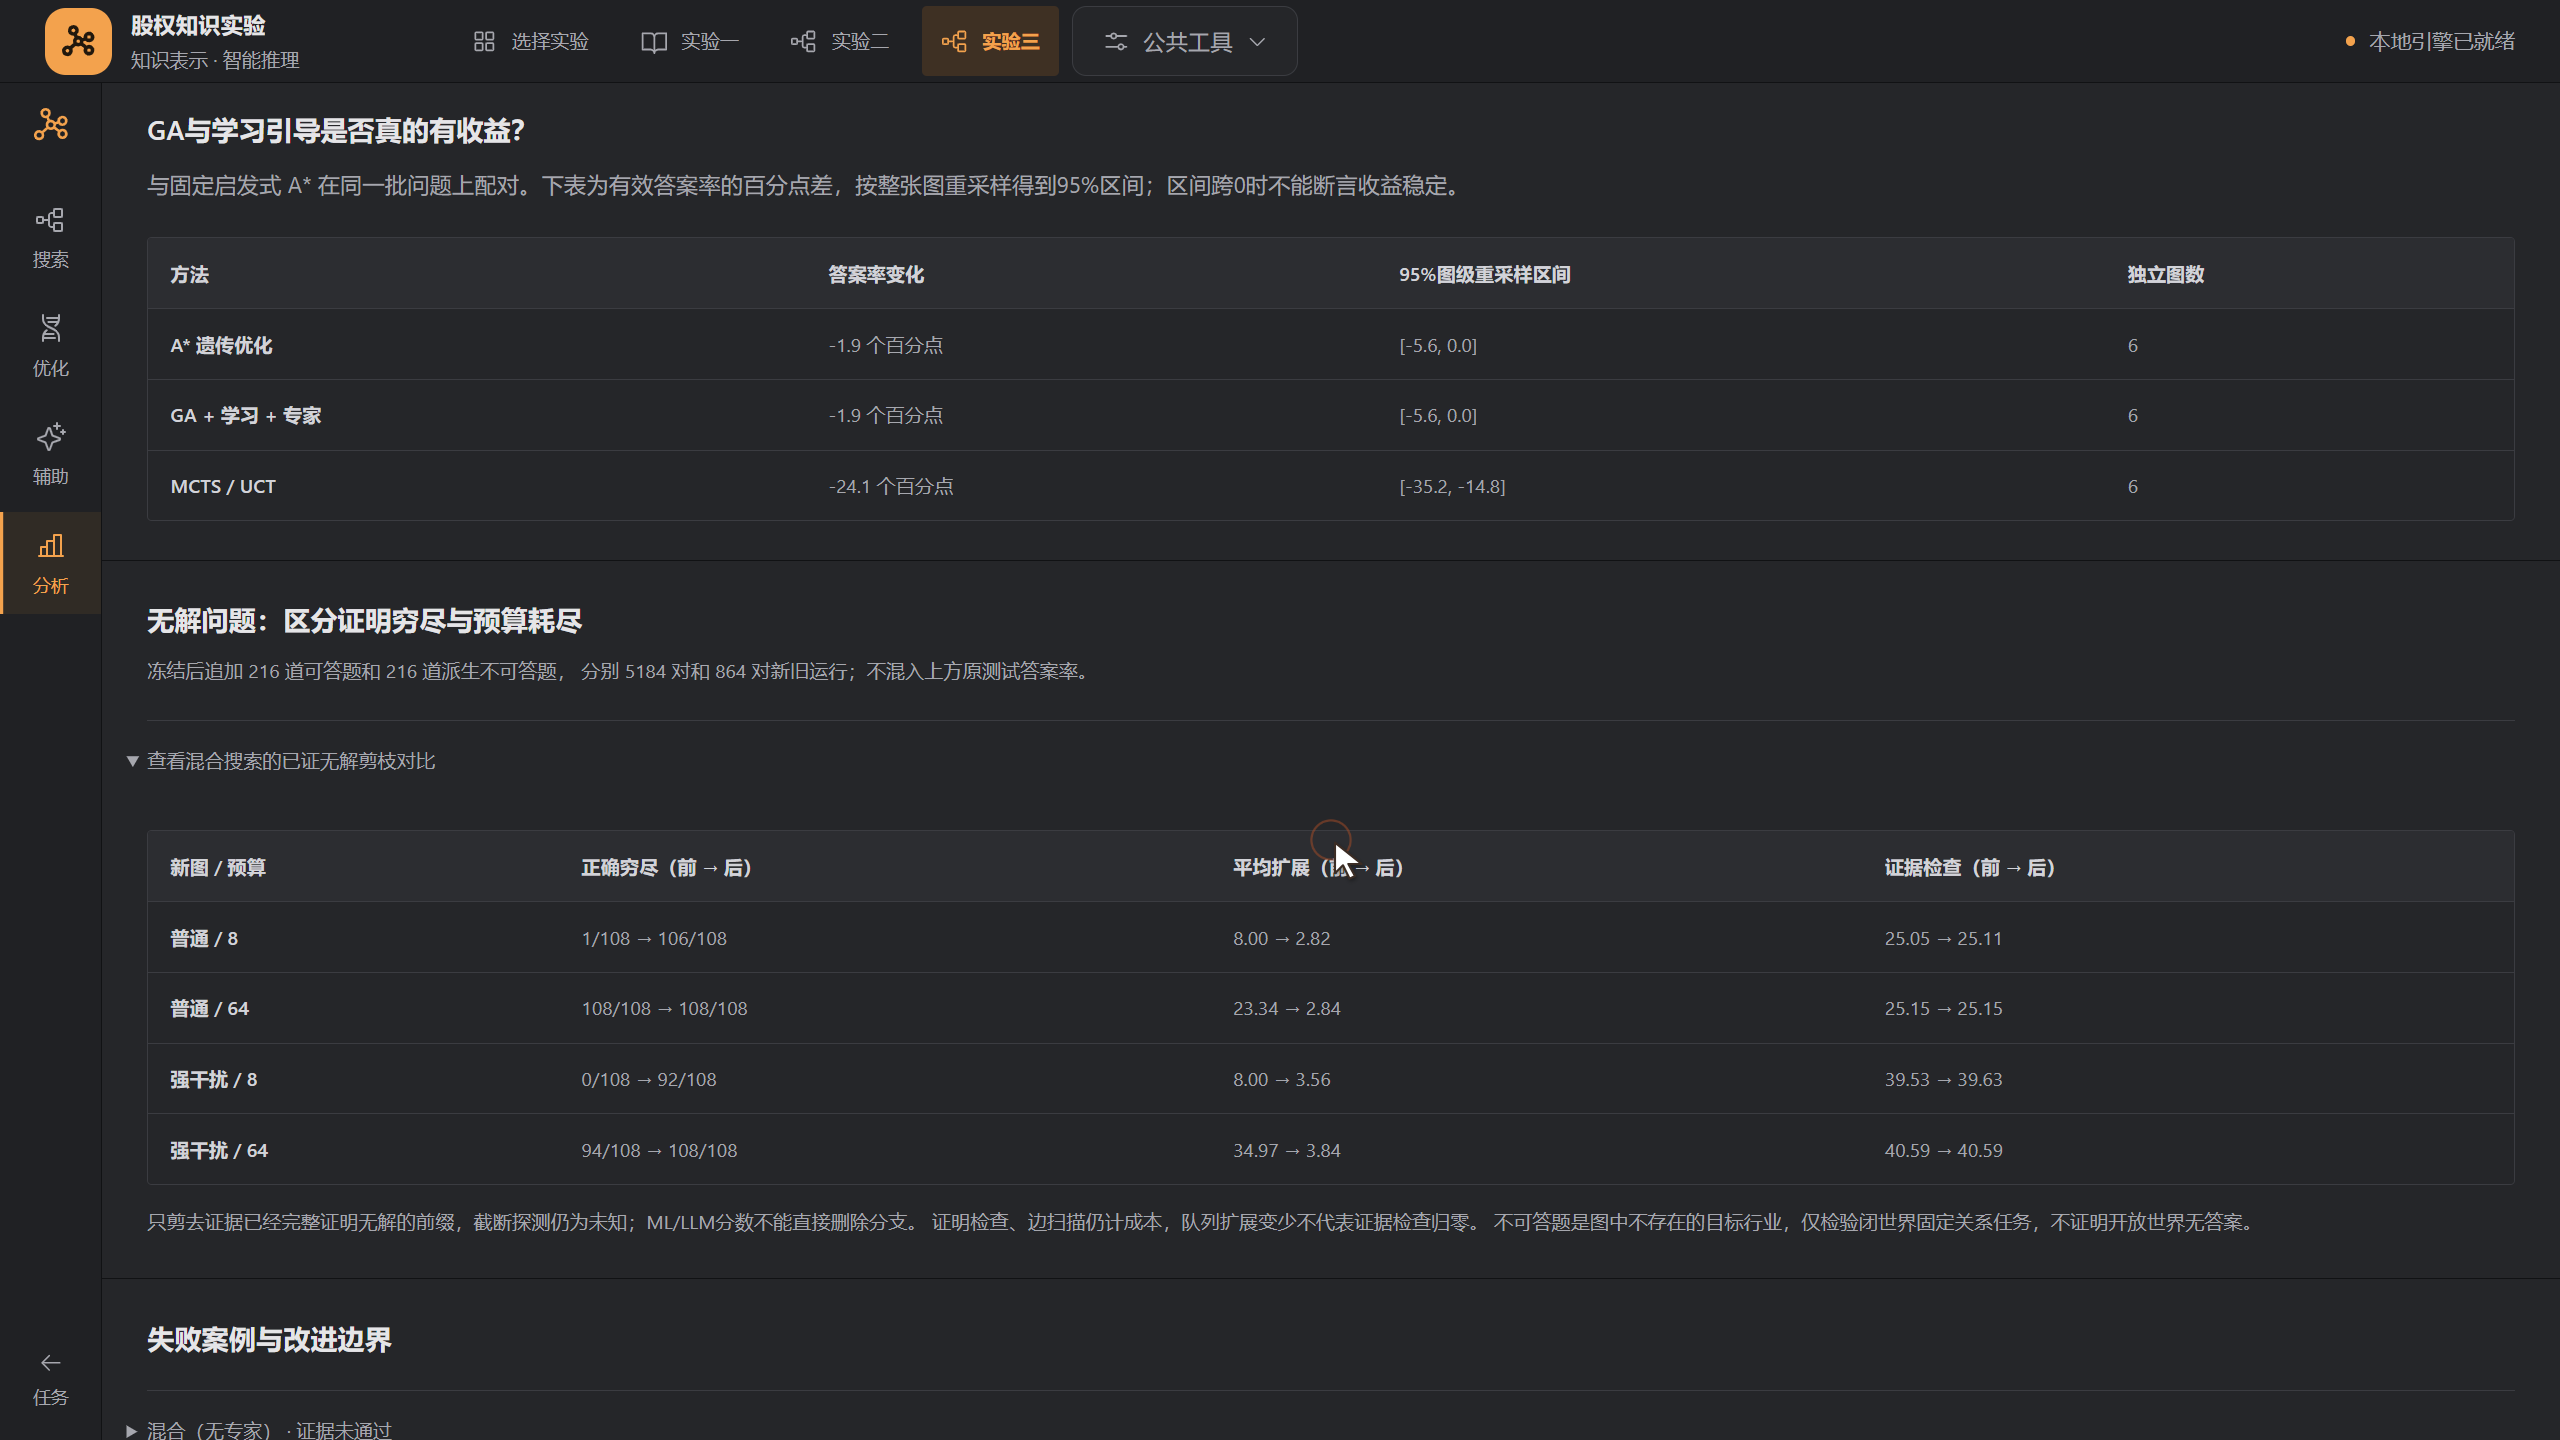 股权知识实验
知识表示 · 智能推理
选择实验
实验一
实验二
实验三
公共工具
本地引擎已就绪
搜索
优化
辅助
分析
任务
GA与学习引导是否真的有收益?
与固定启发式 A* 在同一批问题上配对。下表为有效答案率的百分点差，按整张图重采样得到95%区间；区间跨0时不能断言收益稳定。
方法 答案率变化 95%图级重采样区间 独立图数
A* 遗传优化 -1.9 个百分点 [-5.6, 0.0] 6
GA + 学习 + 专家 -1.9 个百分点 [-5.6, 0.0] 6
MCTS / UCT -24.1 个百分点 [-35.2, -14.8] 6
无解问题：区分证明穷尽与预算耗尽
冻结后追加 216 道可答题和 216 道派生不可答题， 分别 5184 对和 864 对新旧运行；不混入上方原测试答案率。
▼ 查看混合搜索的已证无解剪枝对比
新图 / 预算 正确穷尽（前 → 后） 平均扩展（前 → 后） 证据检查（前 → 后）
普通 / 8 1/108 → 106/108 8.00 → 2.82 25.05 → 25.11
普通 / 64 108/108 → 108/108 23.34 → 2.84 25.15 → 25.15
强干扰 / 8 0/108 → 92/108 8.00 → 3.56 39.53 → 39.63
强干扰 / 64 94/108 → 108/108 34.97 → 3.84 40.59 → 40.59
只剪去证据已经完整证明无解的前缀，截断探测仍为未知；ML/LLM分数不能直接删除分支。 证明检查、边扫描仍计成本，队列扩展变少不代表证据检查归零。 不可答题是图中不存在的目标行业，仅检验闭世界固定关系任务，不证明开放世界无答案。
失败案例与改进边界
▶ 混合（无专家） · 证据未通过